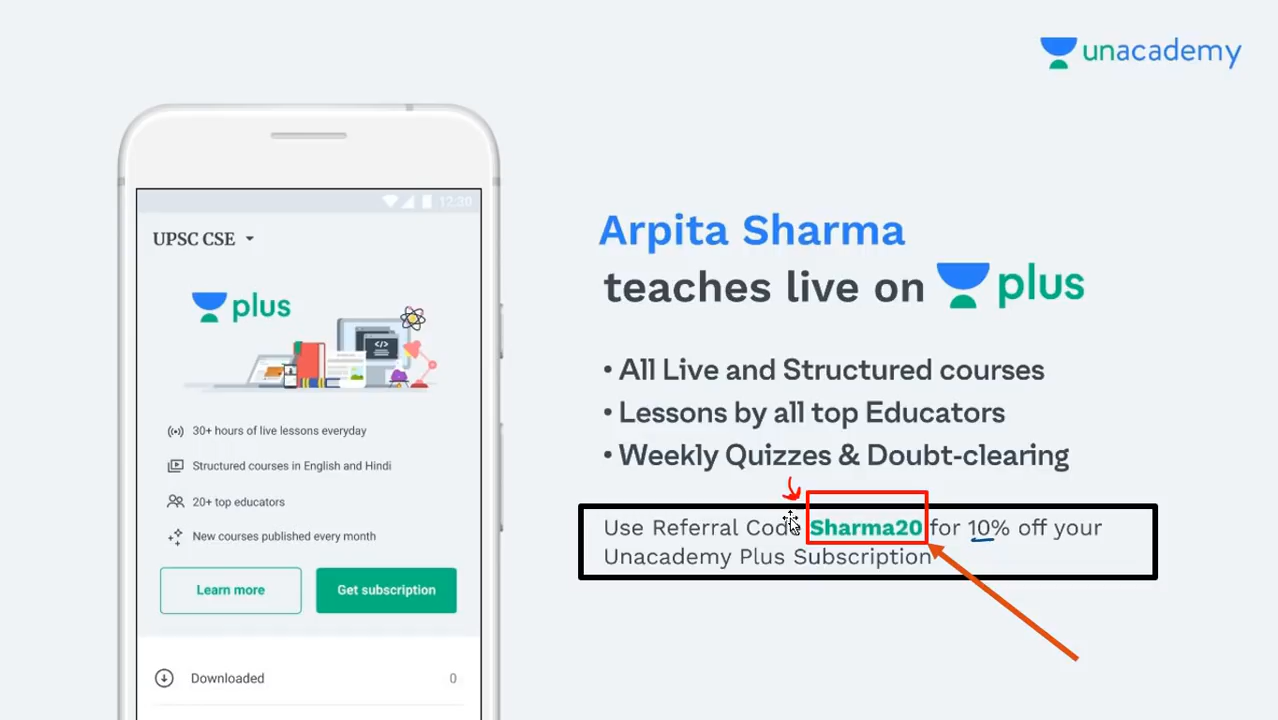 unacademy
12:30
UPSC CSE
plus
30+ hours of live lessons everyday
Structured courses in English and Hindi
20+ top educators
New courses published every month
Learn more
Get subscription
Downloaded 0
Arpita Sharma
teaches live on plus
• All Live and Structured courses
• Lessons by all top Educators
• Weekly Quizzes & Doubt-clearing
Use Referral Code Sharma20 for 10% off your
Unacademy Plus Subscription